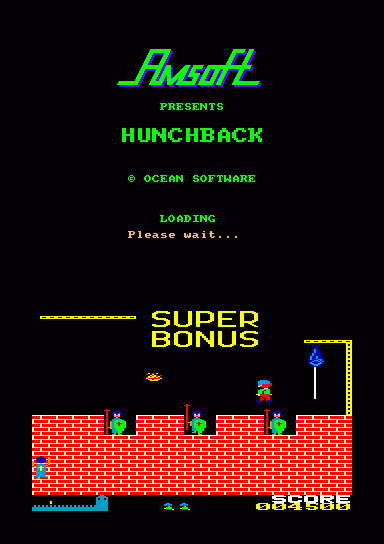 Amsoft
PRESENTS
HUNCHBACK
© OCEAN SOFTWARE
LOADING
Please wait...
SUPER
BONUS
SCORE
004500